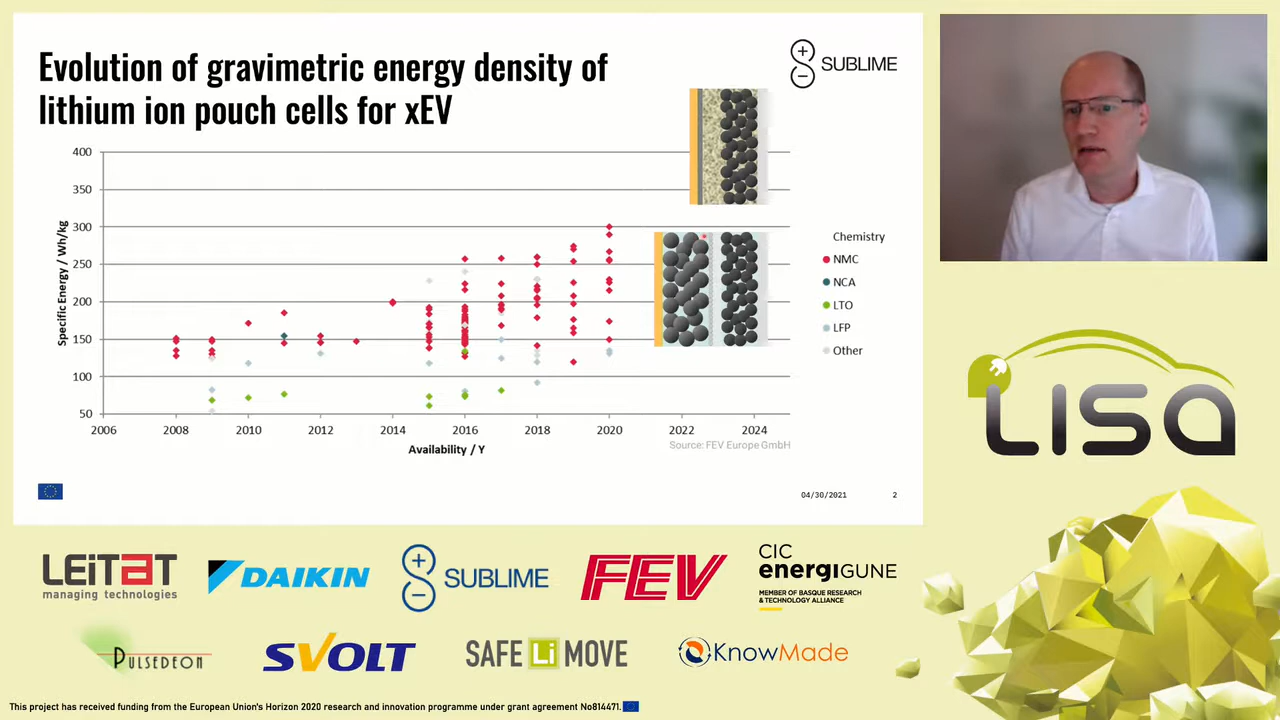 Evolution of gravimetric energy density of
lithium ion pouch cells for xEV
SUBLIME
400
350
300
250
200
150
100
50
Specific Energy / Wh/kg
2006 2008 2010 2012 2014 2016 2018 2020 2022 2024
Availability / Y
Source: FEV Europe GmbH
Chemistry
NMC
NCA
LTO
LFP
Other
04/30/2021 2
LISA
LEITAT
managing technologies
DAIKIN
SUBLIME
FEV
CIC
energiGUNE
MEMBER OF BASQUE RESEARCH
& TECHNOLOGY ALLIANCE
PULSEDEON
SVOLT
SAFE Li MOVE
KnowMade
This project has received funding from the European Union's Horizon 2020 research and innovation programme under grant agreement No814471.